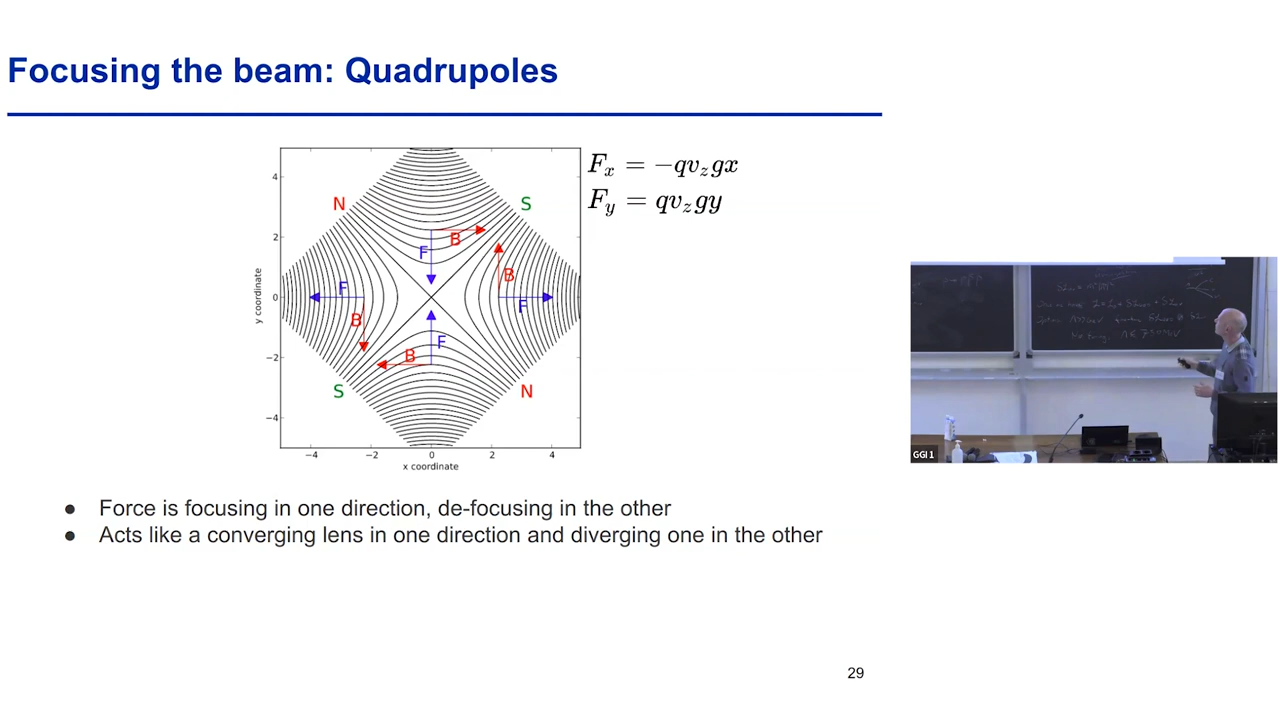 Focusing the beam: Quadrupoles
F_x = −qv_z gx
F_y = qv_z gy
N
S
B
F
B
F
F
B
F
B
S
N
4
2
0
−2
−4
y coordinate
−4
−2
0
2
4
x coordinate
● Force is focusing in one direction, de-focusing in the other
● Acts like a converging lens in one direction and diverging one in the other
GGI 1
29